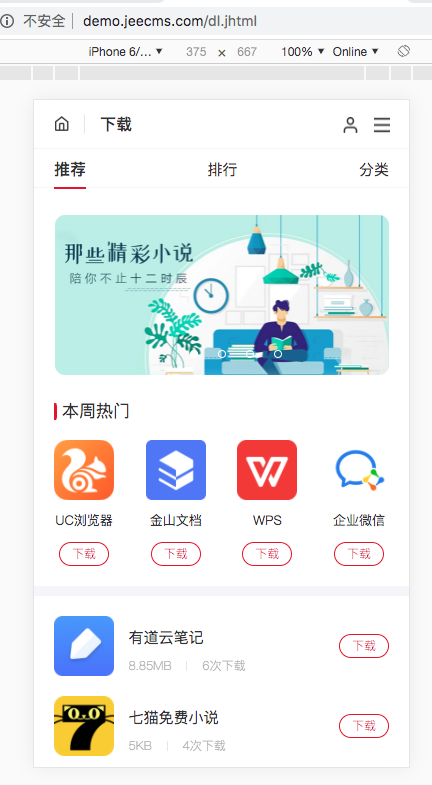 不安全 demo.jeecms.com/dl.jhtml
iPhone 6/... 375 × 667 100% Online
下载
推荐 排行 分类
那些精彩小说
陪你不止十二时辰
本周热门
UC浏览器 金山文档 WPS 企业微信
下载 下载 下载 下载
有道云笔记
8.85MB 6次下载
下载
七猫免费小说
5KB 4次下载
下载